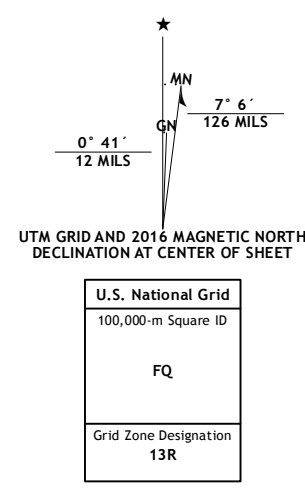 ★
MN
GN
7° 6´
126 MILS
0° 41´
12 MILS
UTM GRID AND 2016 MAGNETIC NORTH
DECLINATION AT CENTER OF SHEET
U.S. National Grid
100,000-m Square ID
FQ
Grid Zone Designation
13R